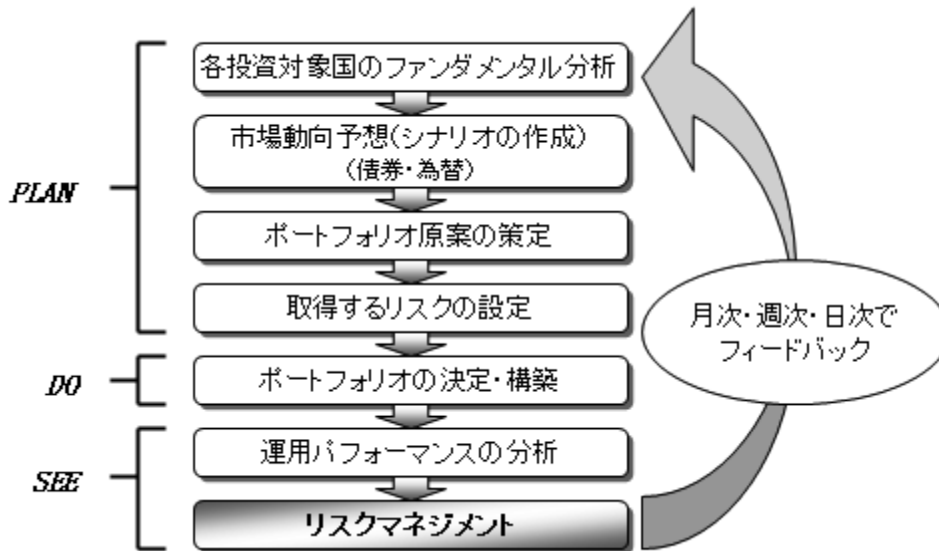 各投資対象国のファンダメンタル分析
市場動向予想(シナリオの作成)
(債券・為替)
PLAN
ポートフォリオ原案の策定
取得するリスクの設定
月次・週次・日次で
フィードバック
DO
ポートフォリオの決定・構築
運用パフォーマンスの分析
SEE
リスクマネジメント